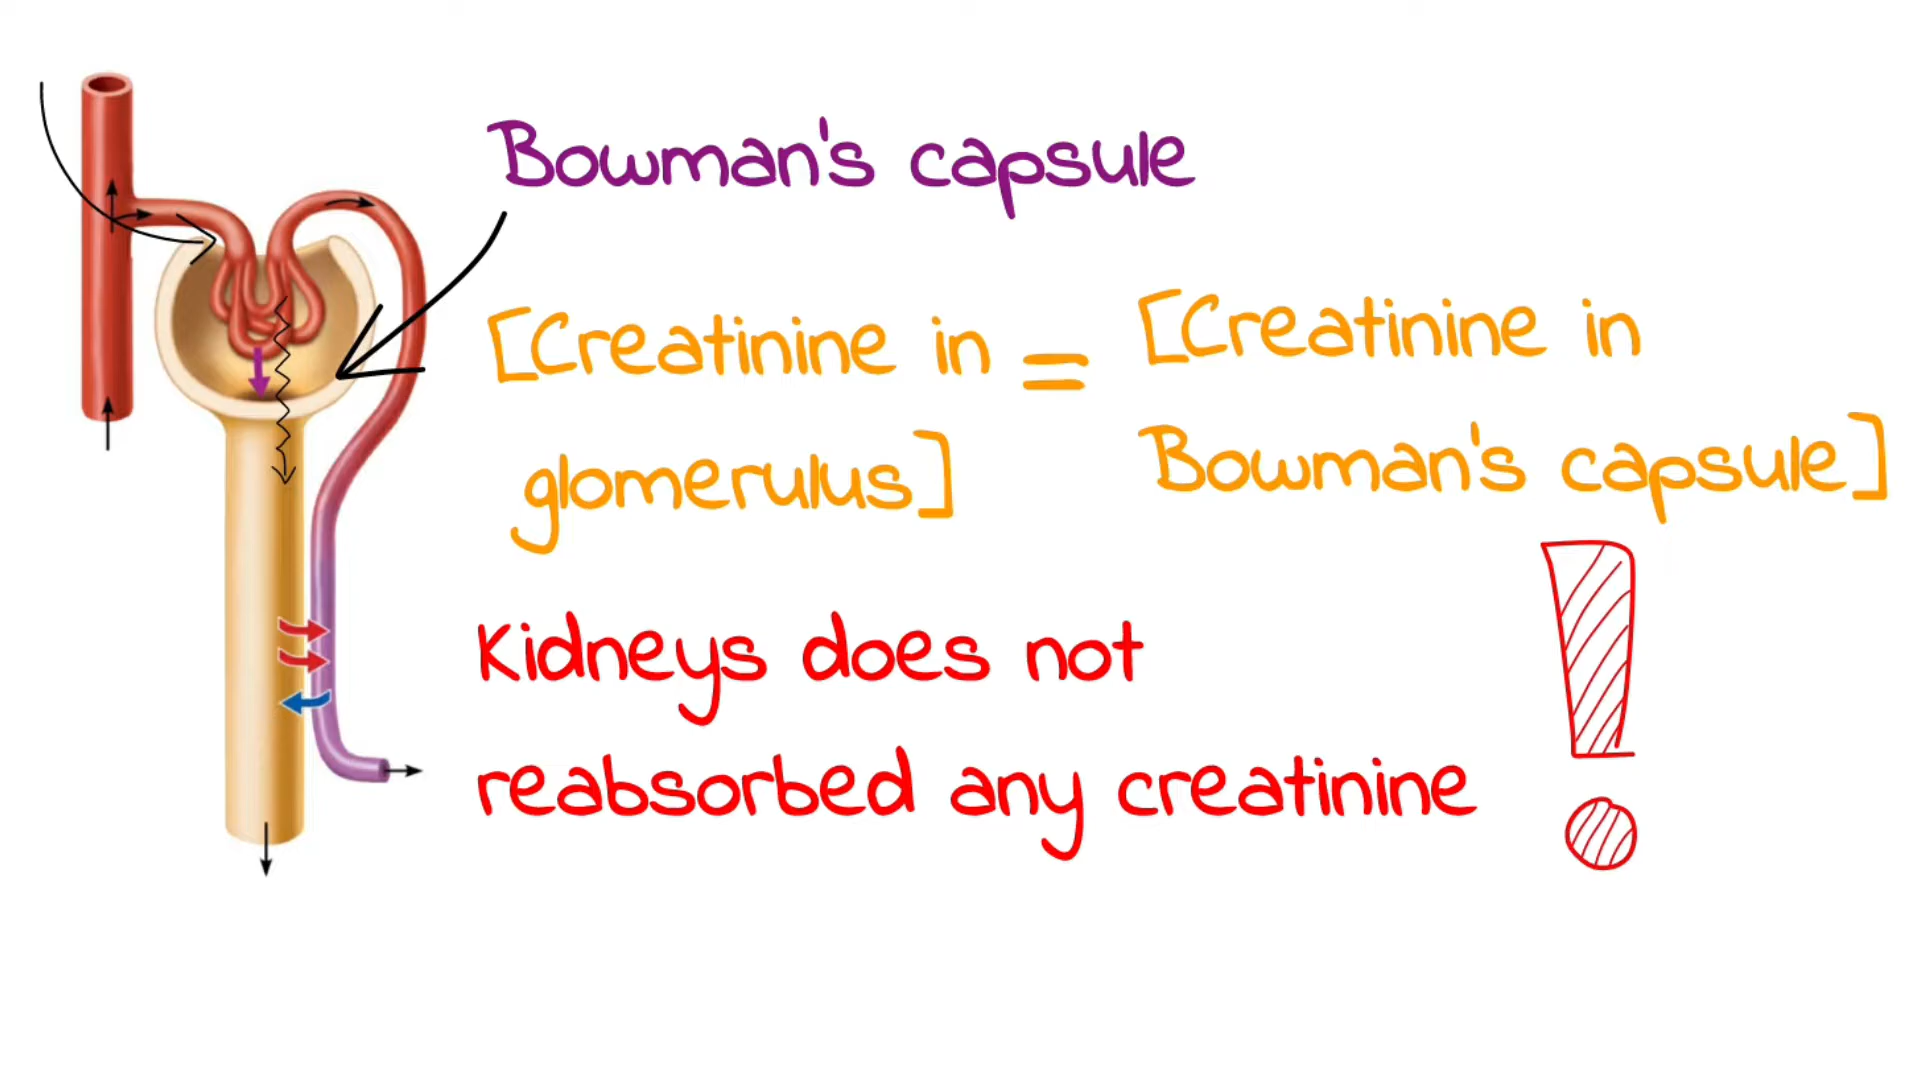 Bowman's capsule
[Creatinine in glomerulus] = [Creatinine in Bowman's capsule]
Kidneys does not
reabsorbed any creatinine !